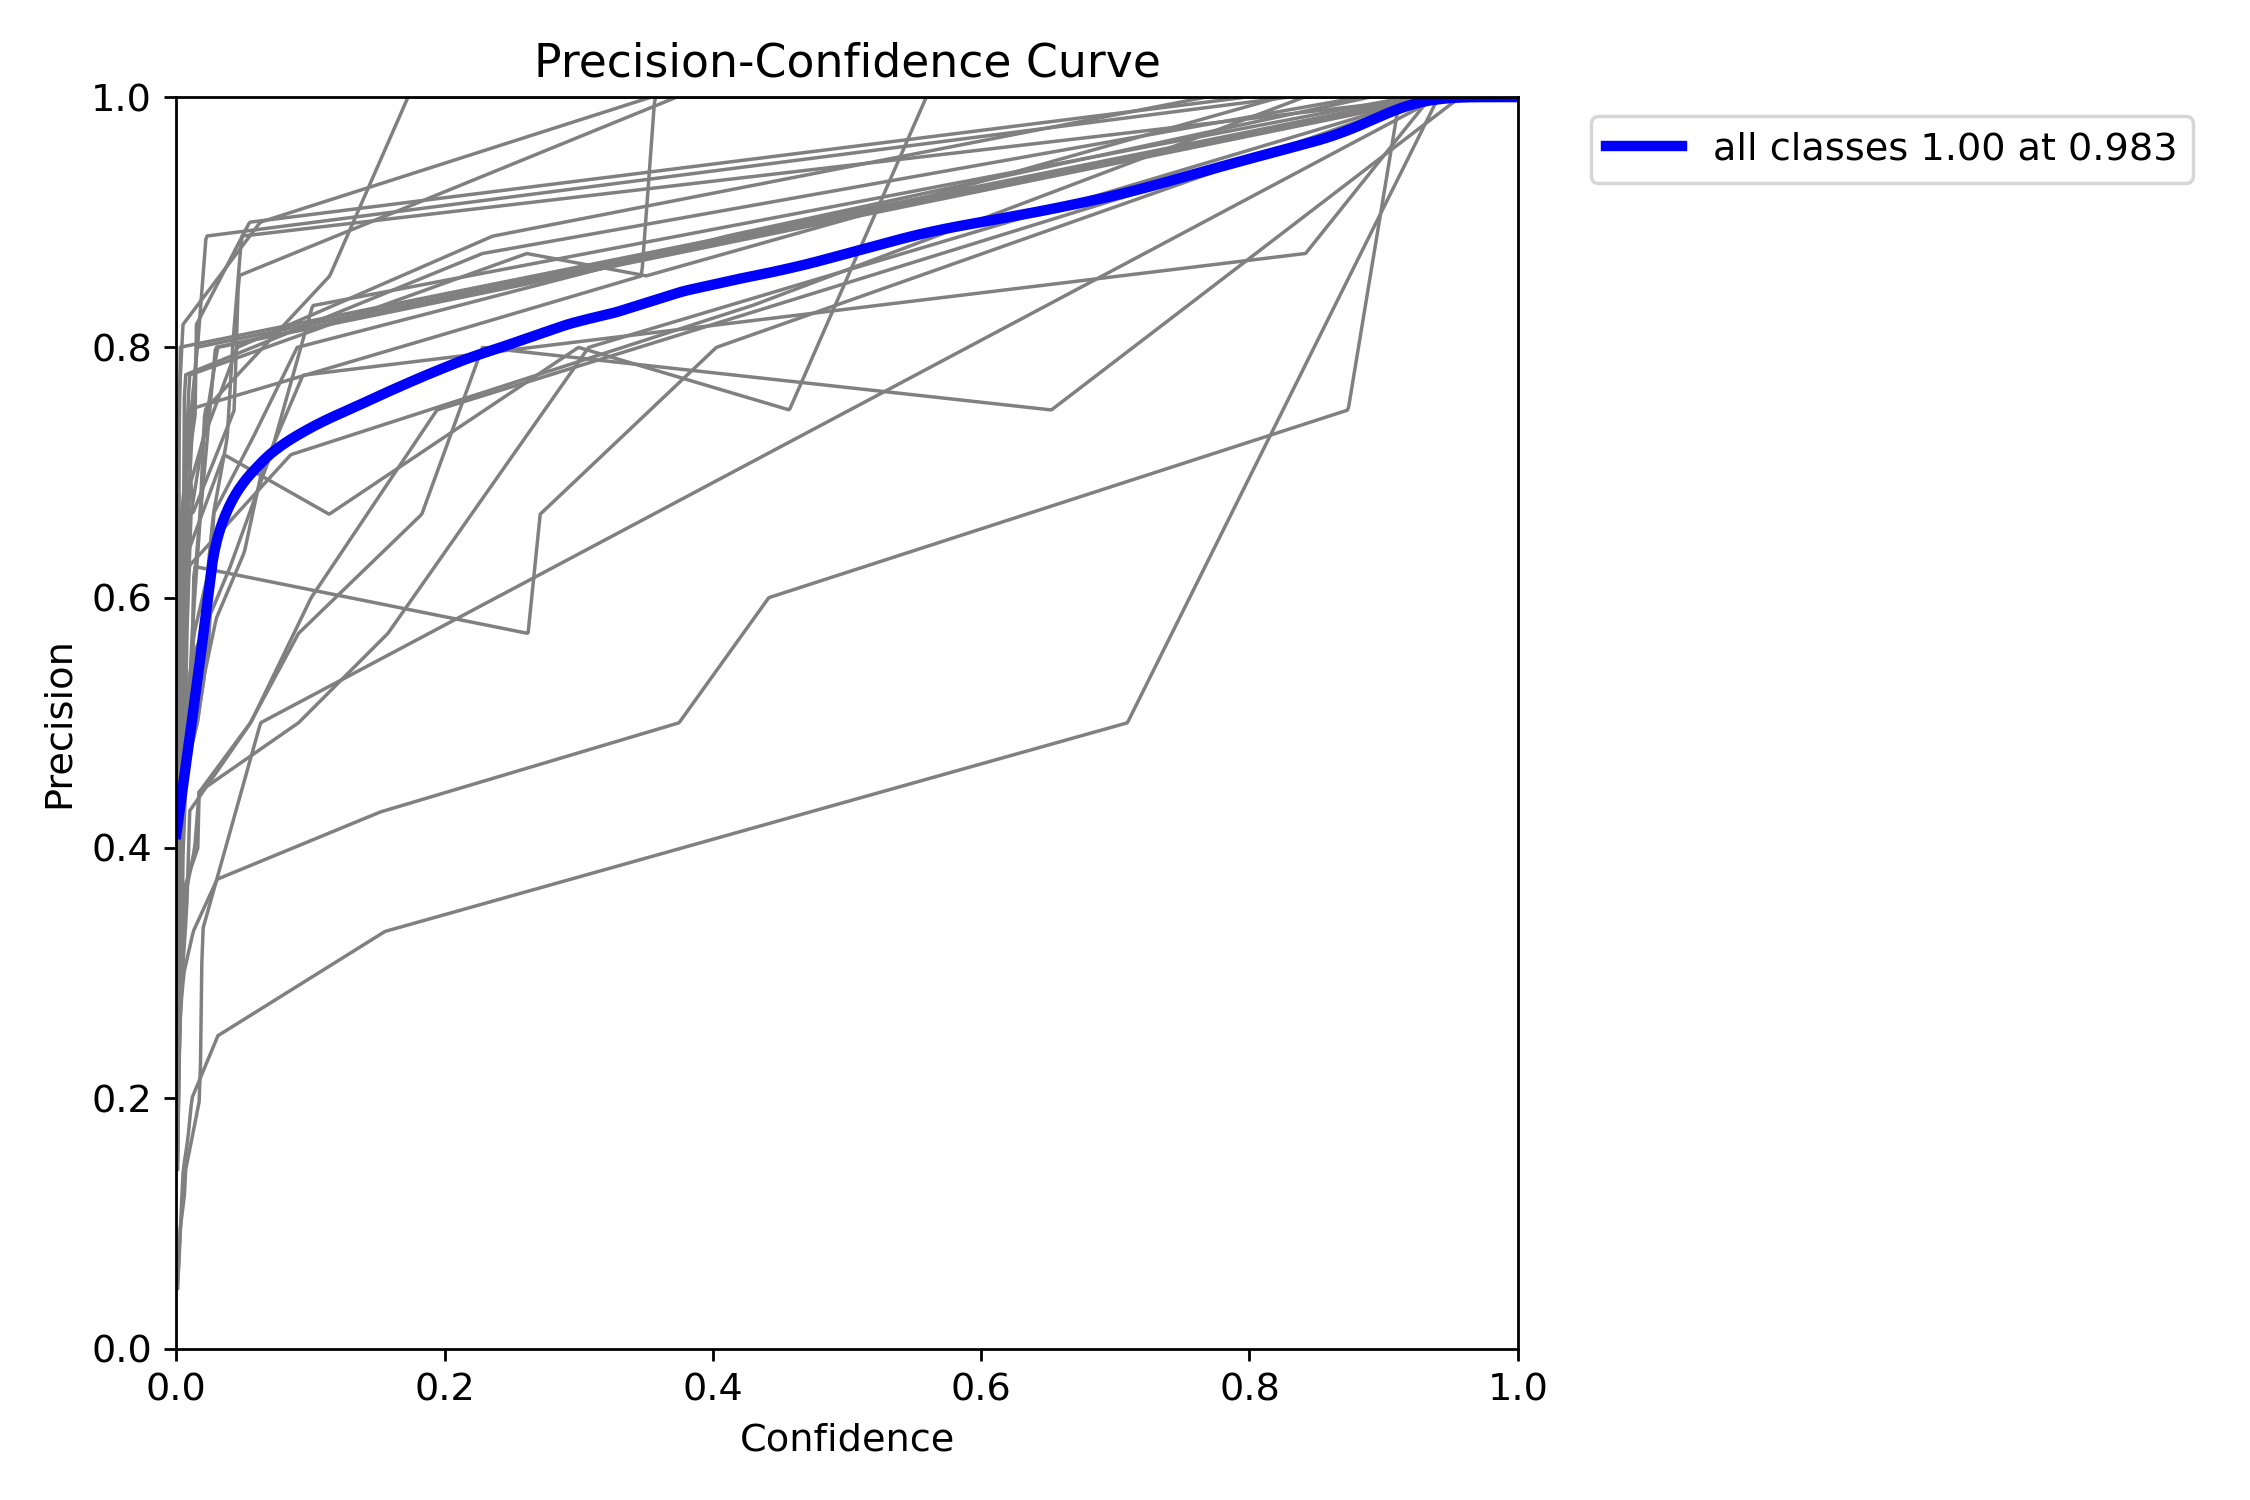 Precision-Confidence Curve
all classes 1.00 at 0.983
Precision
1.0
0.8
0.6
0.4
0.2
0.0
0.0 0.2 0.4 0.6 0.8 1.0
Confidence